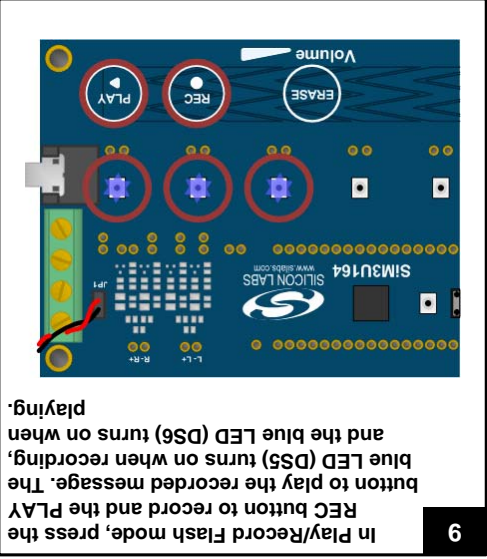 6
In Play/Record Flash mode, press the
REC button to record and the PLAY
button to play the recorded message. The
blue LED (DS5) turns on when recording,
and the blue LED (DS6) turns on when
playing.
L- L+ R- R+
JP1
SiM3U164
SILICON LABS
www.silabs.com
ERASE REC PLAY
Volume